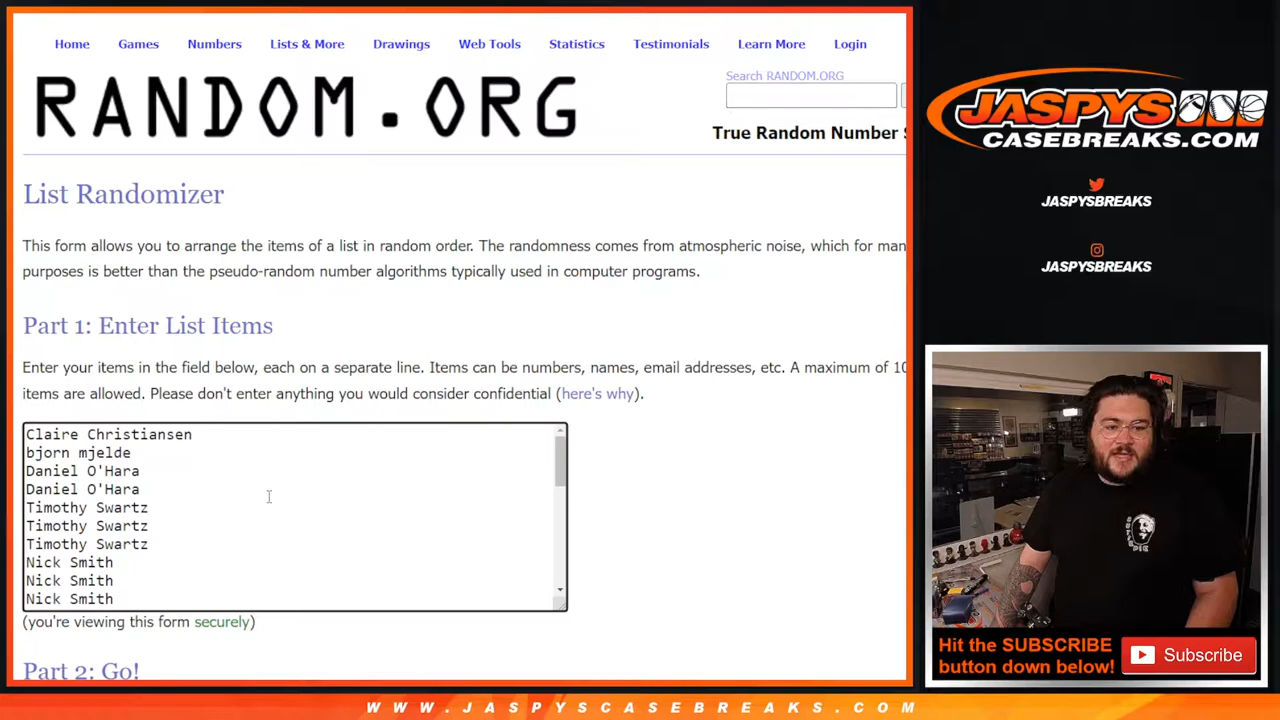 Home Games Numbers Lists & More Drawings Web Tools Statistics Testimonials Learn More Login
RANDOM.ORG
Search RANDOM.ORG
True Random Number S
List Randomizer
This form allows you to arrange the items of a list in random order. The randomness comes from atmospheric noise, which for man
purposes is better than the pseudo-random number algorithms typically used in computer programs.
Part 1: Enter List Items
Enter your items in the field below, each on a separate line. Items can be numbers, names, email addresses, etc. A maximum of 10
items are allowed. Please don't enter anything you would consider confidential (here's why).
Claire Christiansen
bjorn mjelde
Daniel O'Hara
Daniel O'Hara
Timothy Swartz
Timothy Swartz
Timothy Swartz
Nick Smith
Nick Smith
Nick Smith
(you're viewing this form securely)
Part 2: Go!
JASPYS
CASEBREAKS.COM
JASPYSBREAKS
JASPYSBREAKS
Hit the SUBSCRIBE
button down below!
Subscribe
WWW.JASPYSCASEBREAKS.COM